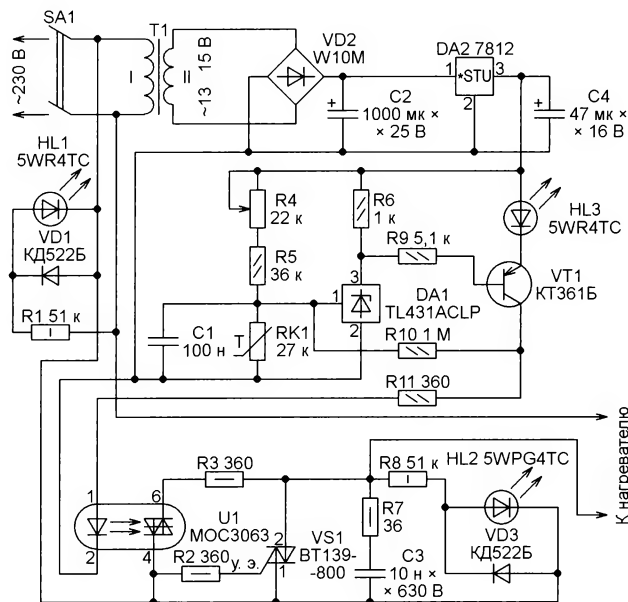 SA1
~230 В
T1
I
II
~13 15 В
VD2
W10M
C2
1000 мк ×
× 25 В
+
DA2 7812
1
*STU
3
2
C4
47 мк ×
× 16 В
+
HL1
5WR4TC
VD1
КД522Б
R1 51 к
R4
22 к
R5
36 к
R6
1 к
R9 5,1 к
HL3
5WR4TC
VT1
КТ361Б
3
1
2
DA1
TL431ACLP
C1
100 н
T
RK1
27 к
R10 1 М
R11 360
К нагревателю
R3 360
1
6
2
4
U1
MOC3063
R2 360
у. э.
2
1
VS1
BT139-
-800
R7
36
C3
10 н ×
× 630 В
R8 51 к
HL2 5WPG4TC
VD3
КД522Б